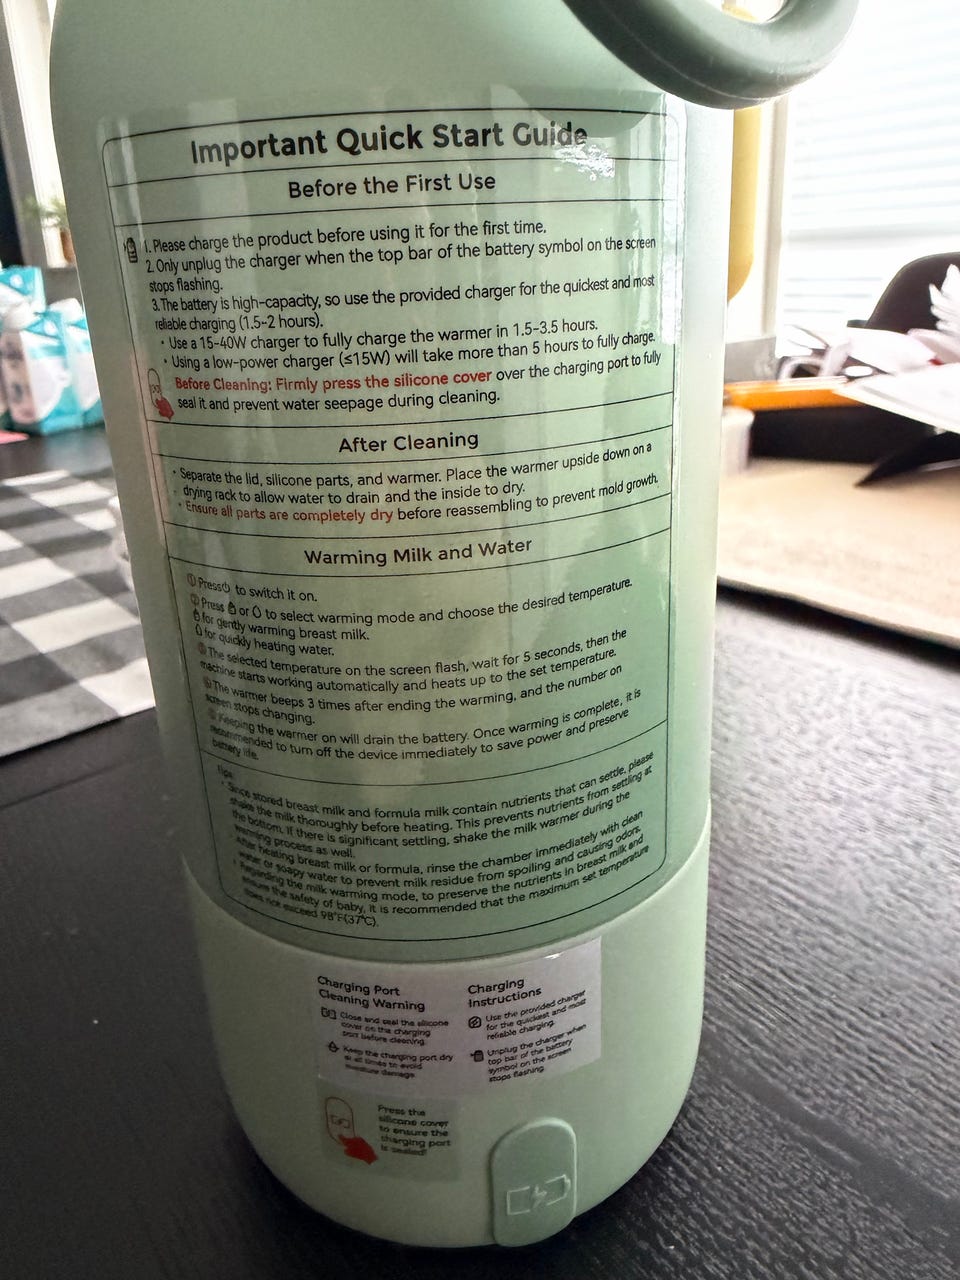 Important Quick Start Guide
Before the First Use
1. Please charge the product before using it for the first time.
2. Only unplug the charger when the top bar of the battery symbol on the screen
stops flashing.
3. The battery is high-capacity, so use the provided charger for the quickest and most
reliable charging (1.5-2 hours).
• Use a 15-40W charger to fully charge the warmer in 1.5-3.5 hours.
• Using a low-power charger (≤15W) will take more than 5 hours to fully charge.
Before Cleaning: Firmly press the silicone cover over the charging port to fully
seal it and prevent water seepage during cleaning.
After Cleaning
• Separate the lid, silicone parts, and warmer. Place the warmer upside down on a
drying rack to allow water to drain and the inside to dry.
• Ensure all parts are completely dry before reassembling to prevent mold growth.
Warming Milk and Water
① Press to switch it on.
② Press or to select warming mode and choose the desired temperature.
for gently warming breast milk.
for quickly heating water.
③ The selected temperature on the screen flash, wait for 5 seconds, then the
machine starts working automatically and heats up to the set temperature.
④ The warmer beeps 3 times after ending the warming, and the number on
screen stops changing.
⑤ Keeping the warmer on will drain the battery. Once warming is complete, it is
recommended to turn off the device immediately to save power and preserve
battery life.
Tips:
• Since stored breast milk and formula milk contain nutrients that can settle, please
shake the milk thoroughly before heating. This prevents nutrients from settling at
the bottom. If there is significant settling, shake the milk warmer during the
warming process as well.
• After heating breast milk or formula, rinse the chamber immediately with clean
water or soapy water to prevent milk residue from spoiling and causing odors.
• Regarding the milk warming mode, to preserve the nutrients in breast milk and
ensure the safety of baby, it is recommended that the maximum set temperature
does not exceed 98°F(37℃).
Charging Port
Cleaning Warning
Close and seal the silicone
cover on the charging
port before cleaning.
Keep the charging port dry
at all times to avoid
moisture damage.
Charging
Instructions
Use the provided charger
for the quickest and most
reliable charging.
Unplug the charger when
top bar of the battery
symbol on the screen
stops flashing.
Press the
silicone cover
to ensure the
charging port
is sealed!